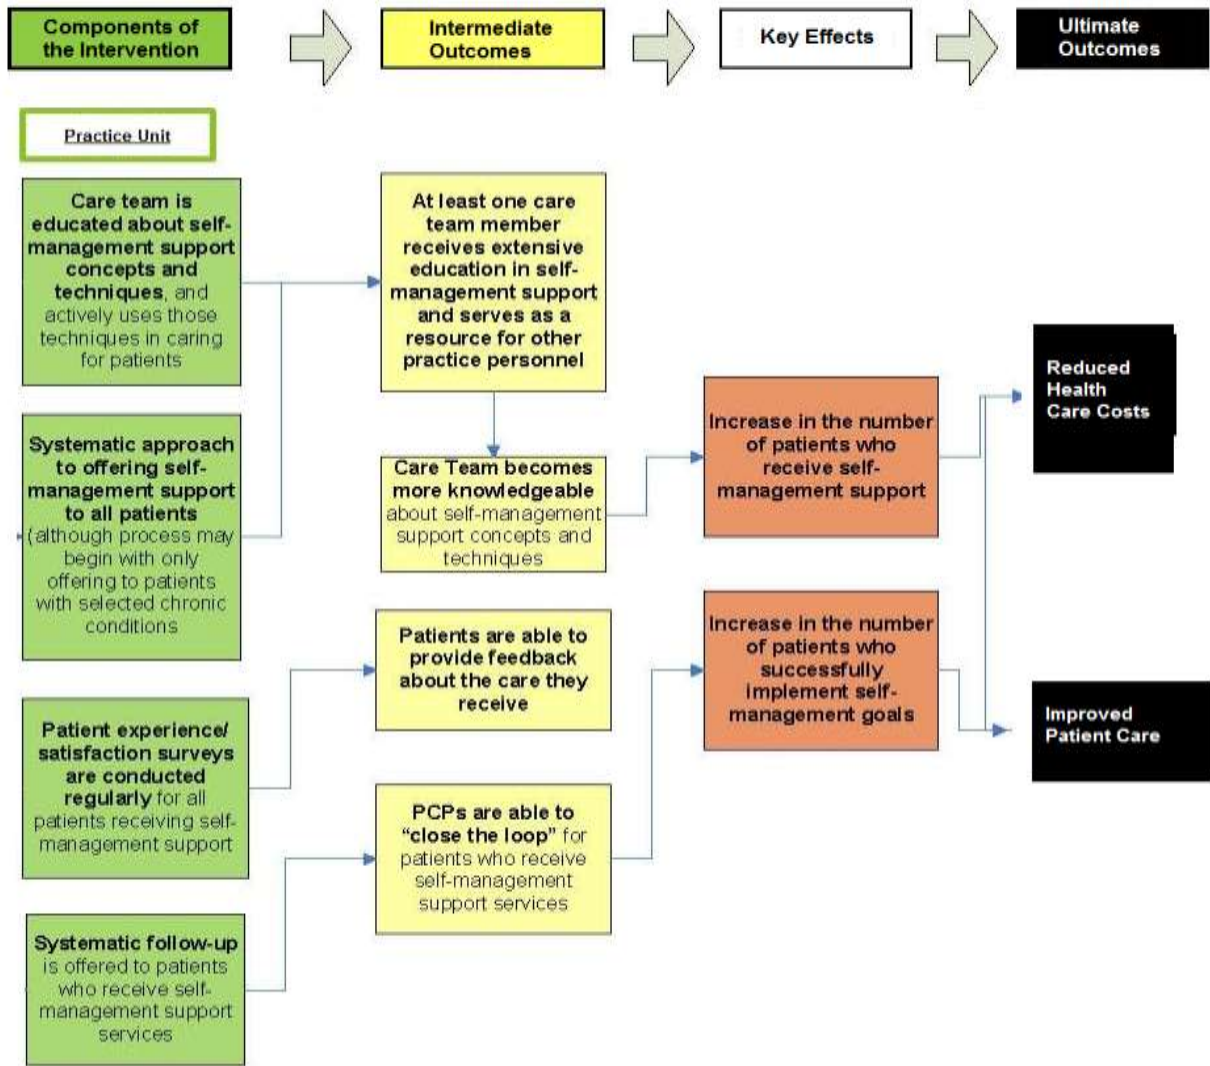 Components of
the Intervention
Intermediate
Outcomes
Key Effects
Ultimate
Outcomes
Practice Unit
Care team is
educated about self-
management support
concepts and
techniques, and
actively uses those
techniques in caring
for patients
At least one care
team member
receives extensive
education in self-
management support
and serves as a
resource for other
practice personnel
Systematic approach
to offering self-
management support
to all patients
(although process may
begin with only
offering to patients
with selected chronic
conditions
Care Team becomes
more knowledgeable
about self-management
support concepts and
techniques
Increase in the number
of patients who
receive self-
management support
Reduced
Health
Care Costs
Patients are able to
provide feedback
about the care they
receive
Increase in the number
of patients who
successfully
implement self-
management goals
Improved
Patient Care
Patient experience/
satisfaction surveys
are conducted
regularly for all
patients receiving self-
management support
PCPs are able to
“close the loop” for
patients who receive
self-management
support services
Systematic follow-up
is offered to patients
who receive self-
management support
services